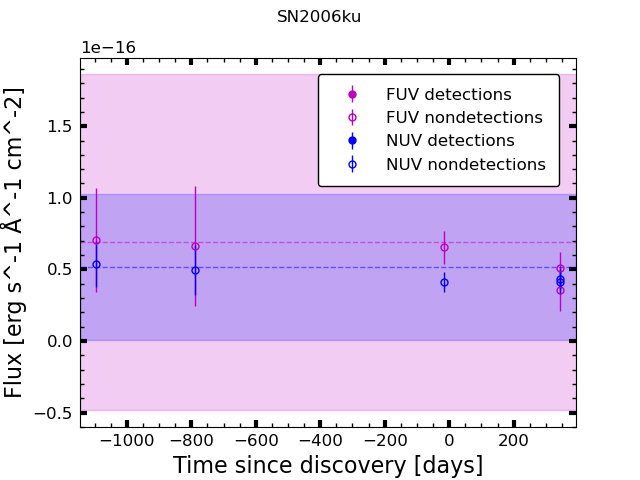 SN2006ku
1e−16
FUV detections
FUV nondetections
NUV detections
NUV nondetections
1.5
1.0
0.5
0.0
−0.5
Flux [erg s^-1 Å^-1 cm^-2]
−1000 −800 −600 −400 −200 0 200
Time since discovery [days]